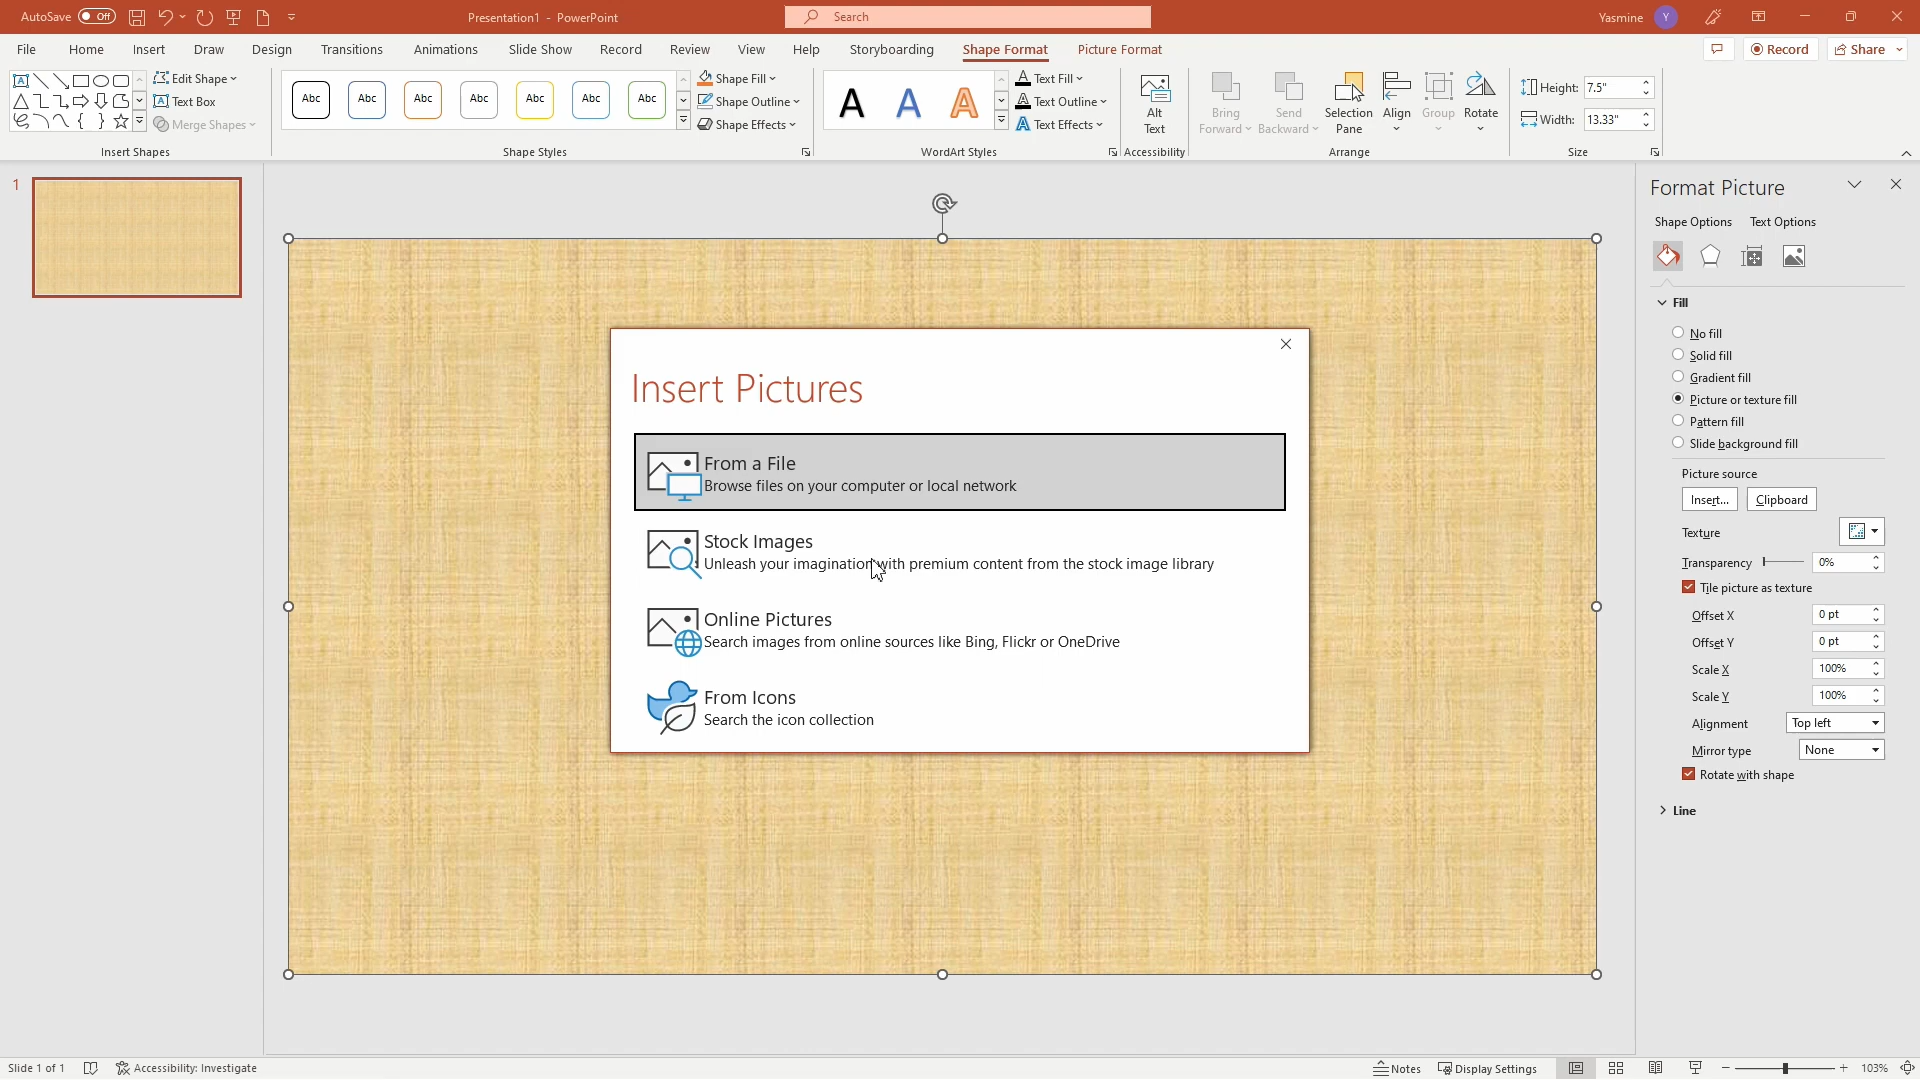 AutoSave Off
Presentation1 - PowerPoint
Search
Yasmine Y
File Home Insert Draw Design Transitions Animations Slide Show Record Review View Help Storyboarding Shape Format Picture Format
Record Share
Edit Shape
Text Box
Merge Shapes
Insert Shapes
Abc Abc Abc Abc Abc Abc Abc
Shape Fill
Shape Outline
Shape Effects
Shape Styles
A A A
Text Fill
Text Outline
Text Effects
WordArt Styles
Alt Text
Accessibility
Bring Forward
Send Backward
Selection Pane
Align
Group
Rotate
Arrange
Height: 7.5"
Width: 13.33"
Size
1
Insert Pictures
From a File
Browse files on your computer or local network
Stock Images
Unleash your imagination with premium content from the stock image library
Online Pictures
Search images from online sources like Bing, Flickr or OneDrive
From Icons
Search the icon collection
Format Picture
Shape Options Text Options
Fill
No fill
Solid fill
Gradient fill
Picture or texture fill
Pattern fill
Slide background fill
Picture source
Insert... Clipboard
Texture
Transparency 0%
Tile picture as texture
Offset X 0 pt
Offset Y 0 pt
Scale X 100%
Scale Y 100%
Alignment Top left
Mirror type None
Rotate with shape
Line
Slide 1 of 1
Accessibility: Investigate
Notes
Display Settings
103%